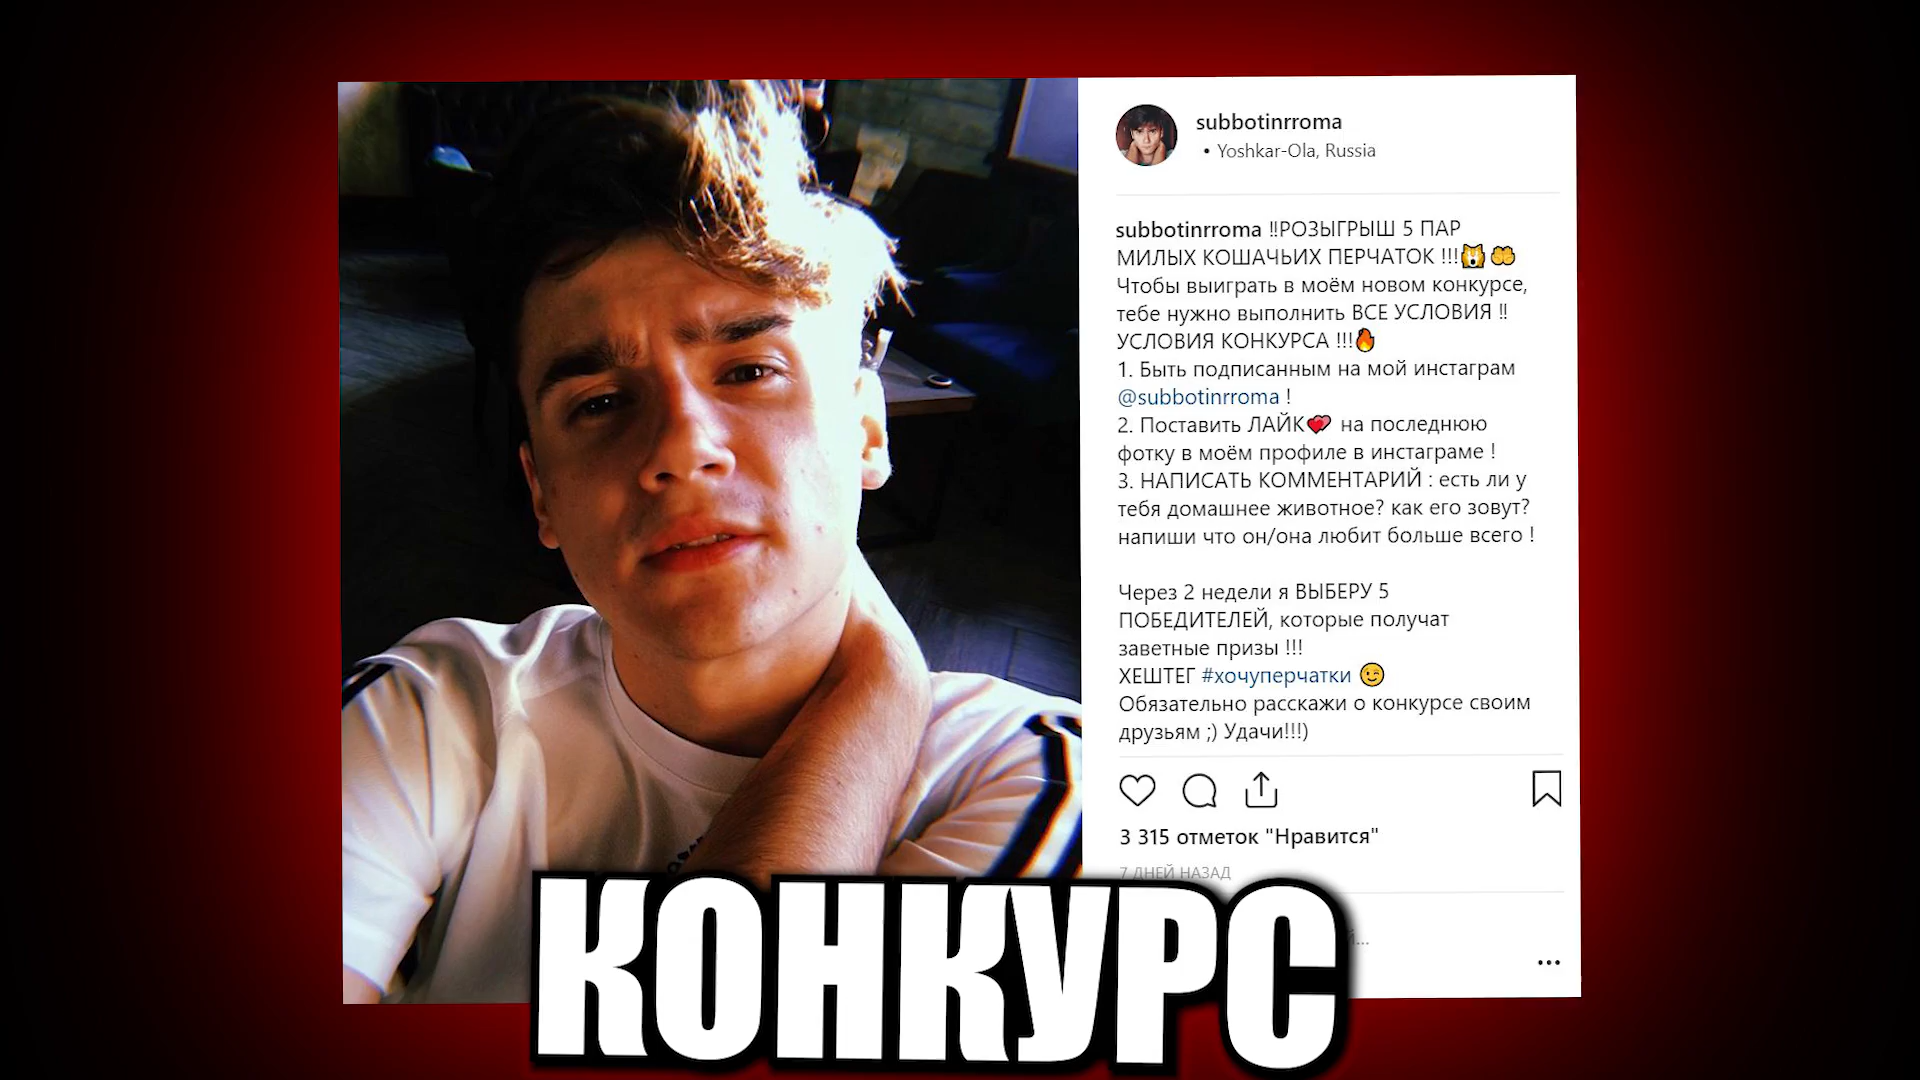 subbotinrroma
• Yoshkar-Ola, Russia
subbotinrroma ‼РОЗЫГРЫШ 5 ПАР
МИЛЫХ КОШАЧЬИХ ПЕРЧАТОК !!!🙀🤲
Чтобы выиграть в моём новом конкурсе,
тебе нужно выполнить ВСЕ УСЛОВИЯ ‼
УСЛОВИЯ КОНКУРСА !!!🔥
1. Быть подписанным на мой инстаграм
@subbotinrroma !
2. Поставить ЛАЙК💕 на последнюю
фотку в моём профиле в инстаграме !
3. НАПИСАТЬ КОММЕНТАРИЙ : есть ли у
тебя домашнее животное? как его зовут?
напиши что он/она любит больше всего !
Через 2 недели я ВЫБЕРУ 5
ПОБЕДИТЕЛЕЙ, которые получат
заветные призы !!!
ХЕШТЕГ #хочуперчатки 😉
Обязательно расскажи о конкурсе своим
друзьям ;) Удачи!!!)
3 315 отметок "Нравится"
7 ДНЕЙ НАЗАД
КОНКУРС